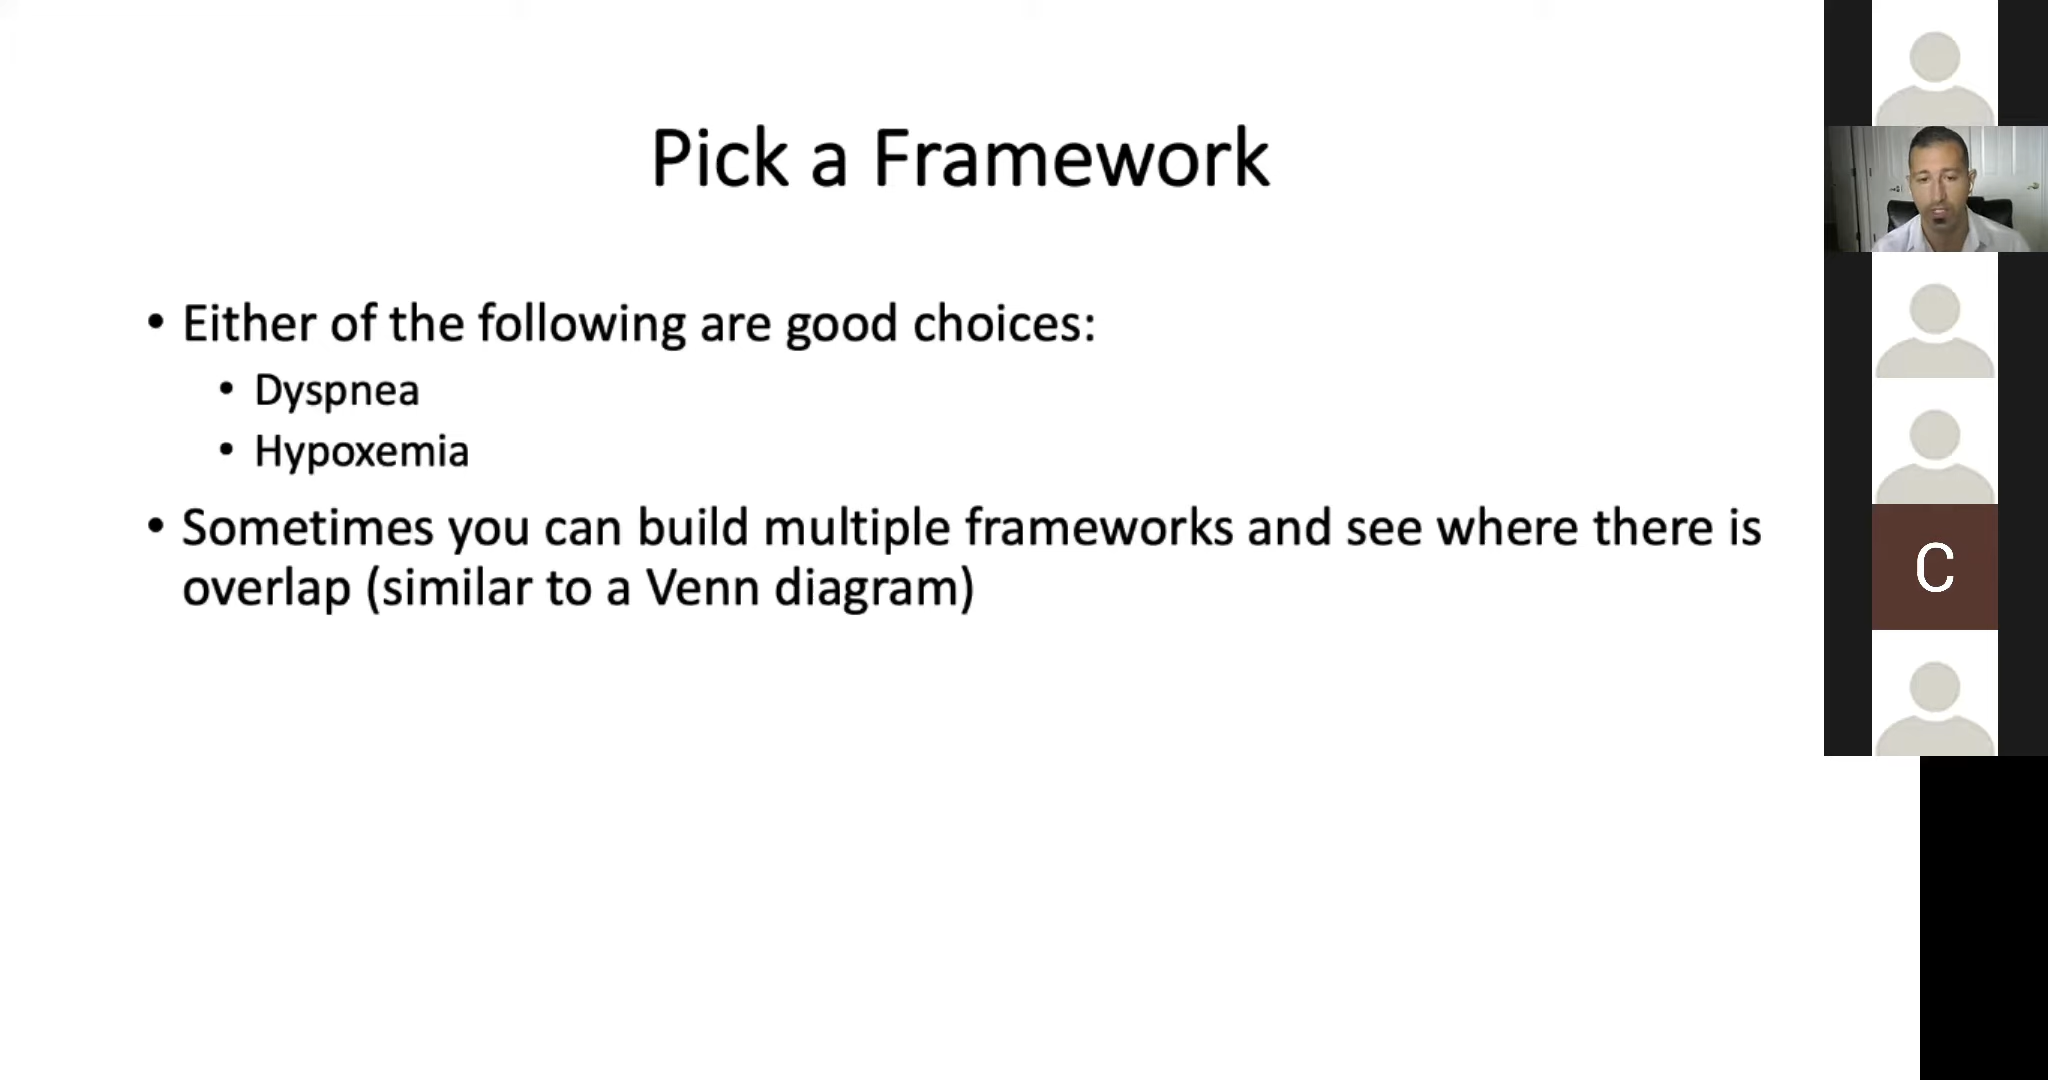 Pick a Framework
• Either of the following are good choices:
• Dyspnea
• Hypoxemia
• Sometimes you can build multiple frameworks and see where there is
overlap (similar to a Venn diagram)
C